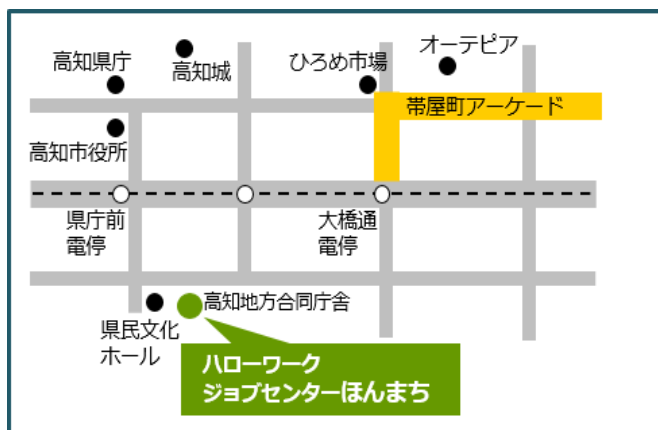 オーテピア
高知県庁
高知城
ひろめ市場
帯屋町アーケード
高知市役所
県庁前
電停
大橋通
電停
高知地方合同庁舎
県民文化
ホール
ハローワーク
ジョブセンターほんまち